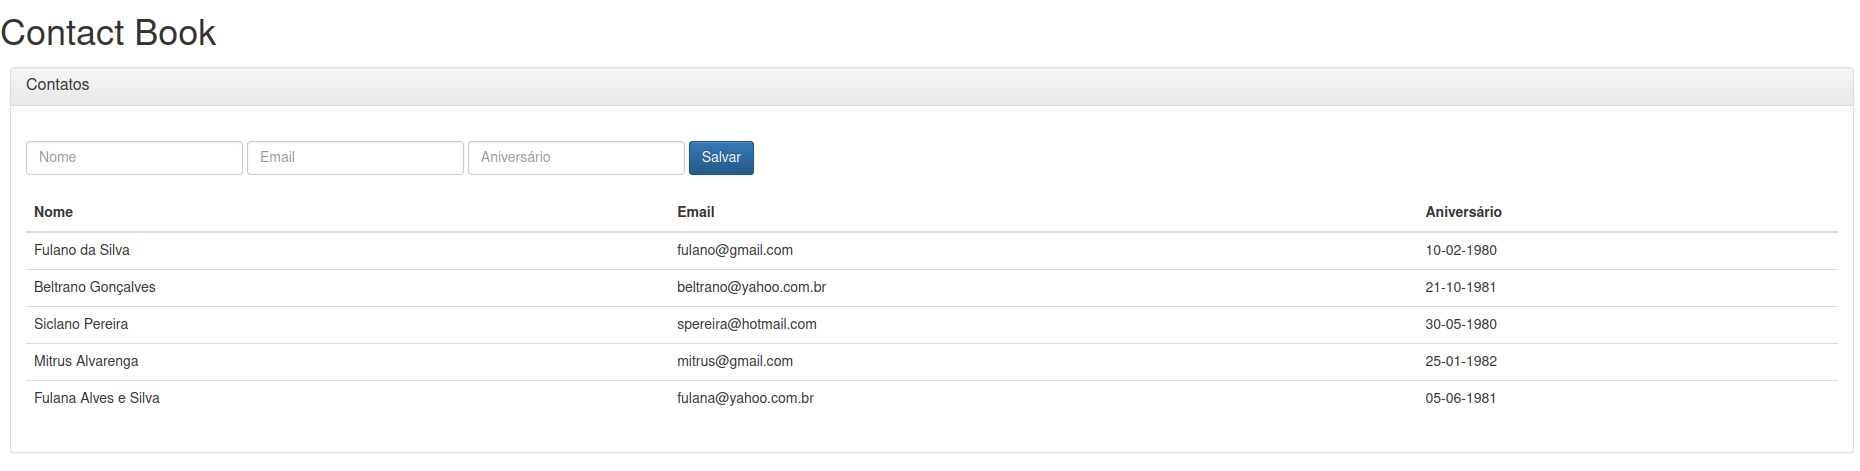 Contact Book
Contatos
Nome Email Aniversário Salvar
Nome Email Aniversário
Fulano da Silva fulano@gmail.com 10-02-1980
Beltrano Gonçalves beltrano@yahoo.com.br 21-10-1981
Siclano Pereira spereira@hotmail.com 30-05-1980
Mitrus Alvarenga mitrus@gmail.com 25-01-1982
Fulana Alves e Silva fulana@yahoo.com.br 05-06-1981